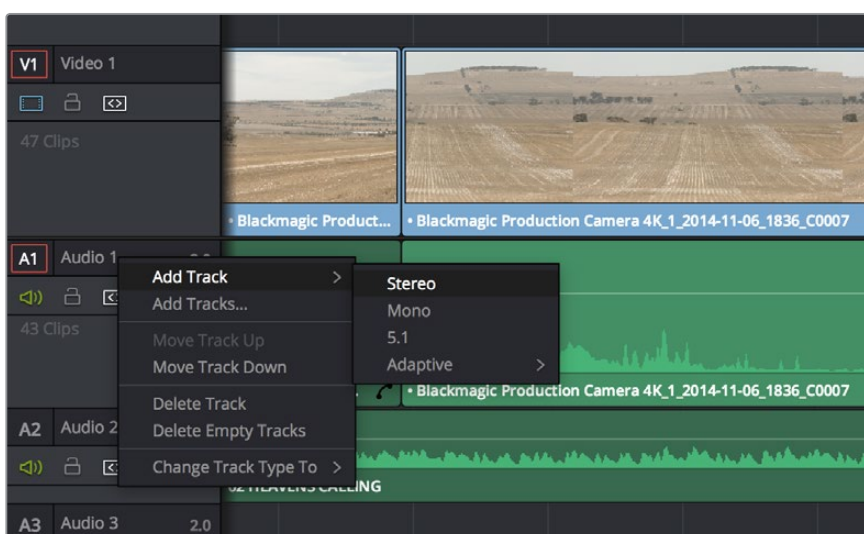 V1 Video 1
47 Clips
• Blackmagic Product...
• Blackmagic Production Camera 4K_1_2014-11-06_1836_C0007
A1 Audio 1
43 Clips
Add Track >
Add Tracks...
Move Track Up
Move Track Down
Delete Track
Delete Empty Tracks
Change Track Type To >
Stereo
Mono
5.1
Adaptive >
• Blackmagic Production Camera 4K_1_2014-11-06_1836_C0007
A2 Audio 2
HEAVENS CALLING
A3 Audio 3 2.0